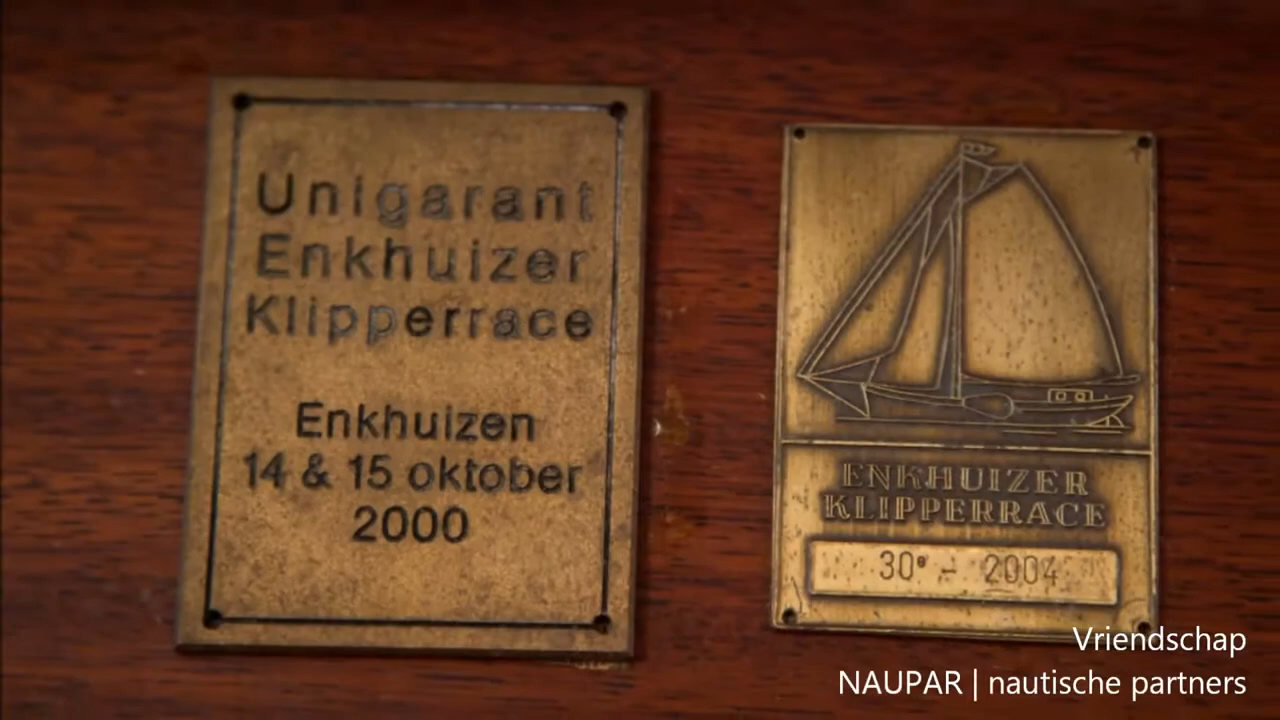 Unigarant
Enkhuizer
Klipperrace
Enkhuizen
14 & 15 oktober
2000
ENKHUIZER
KLIPPERRACE
30e - 2004
Vriendschap
NAUPAR | nautische partners